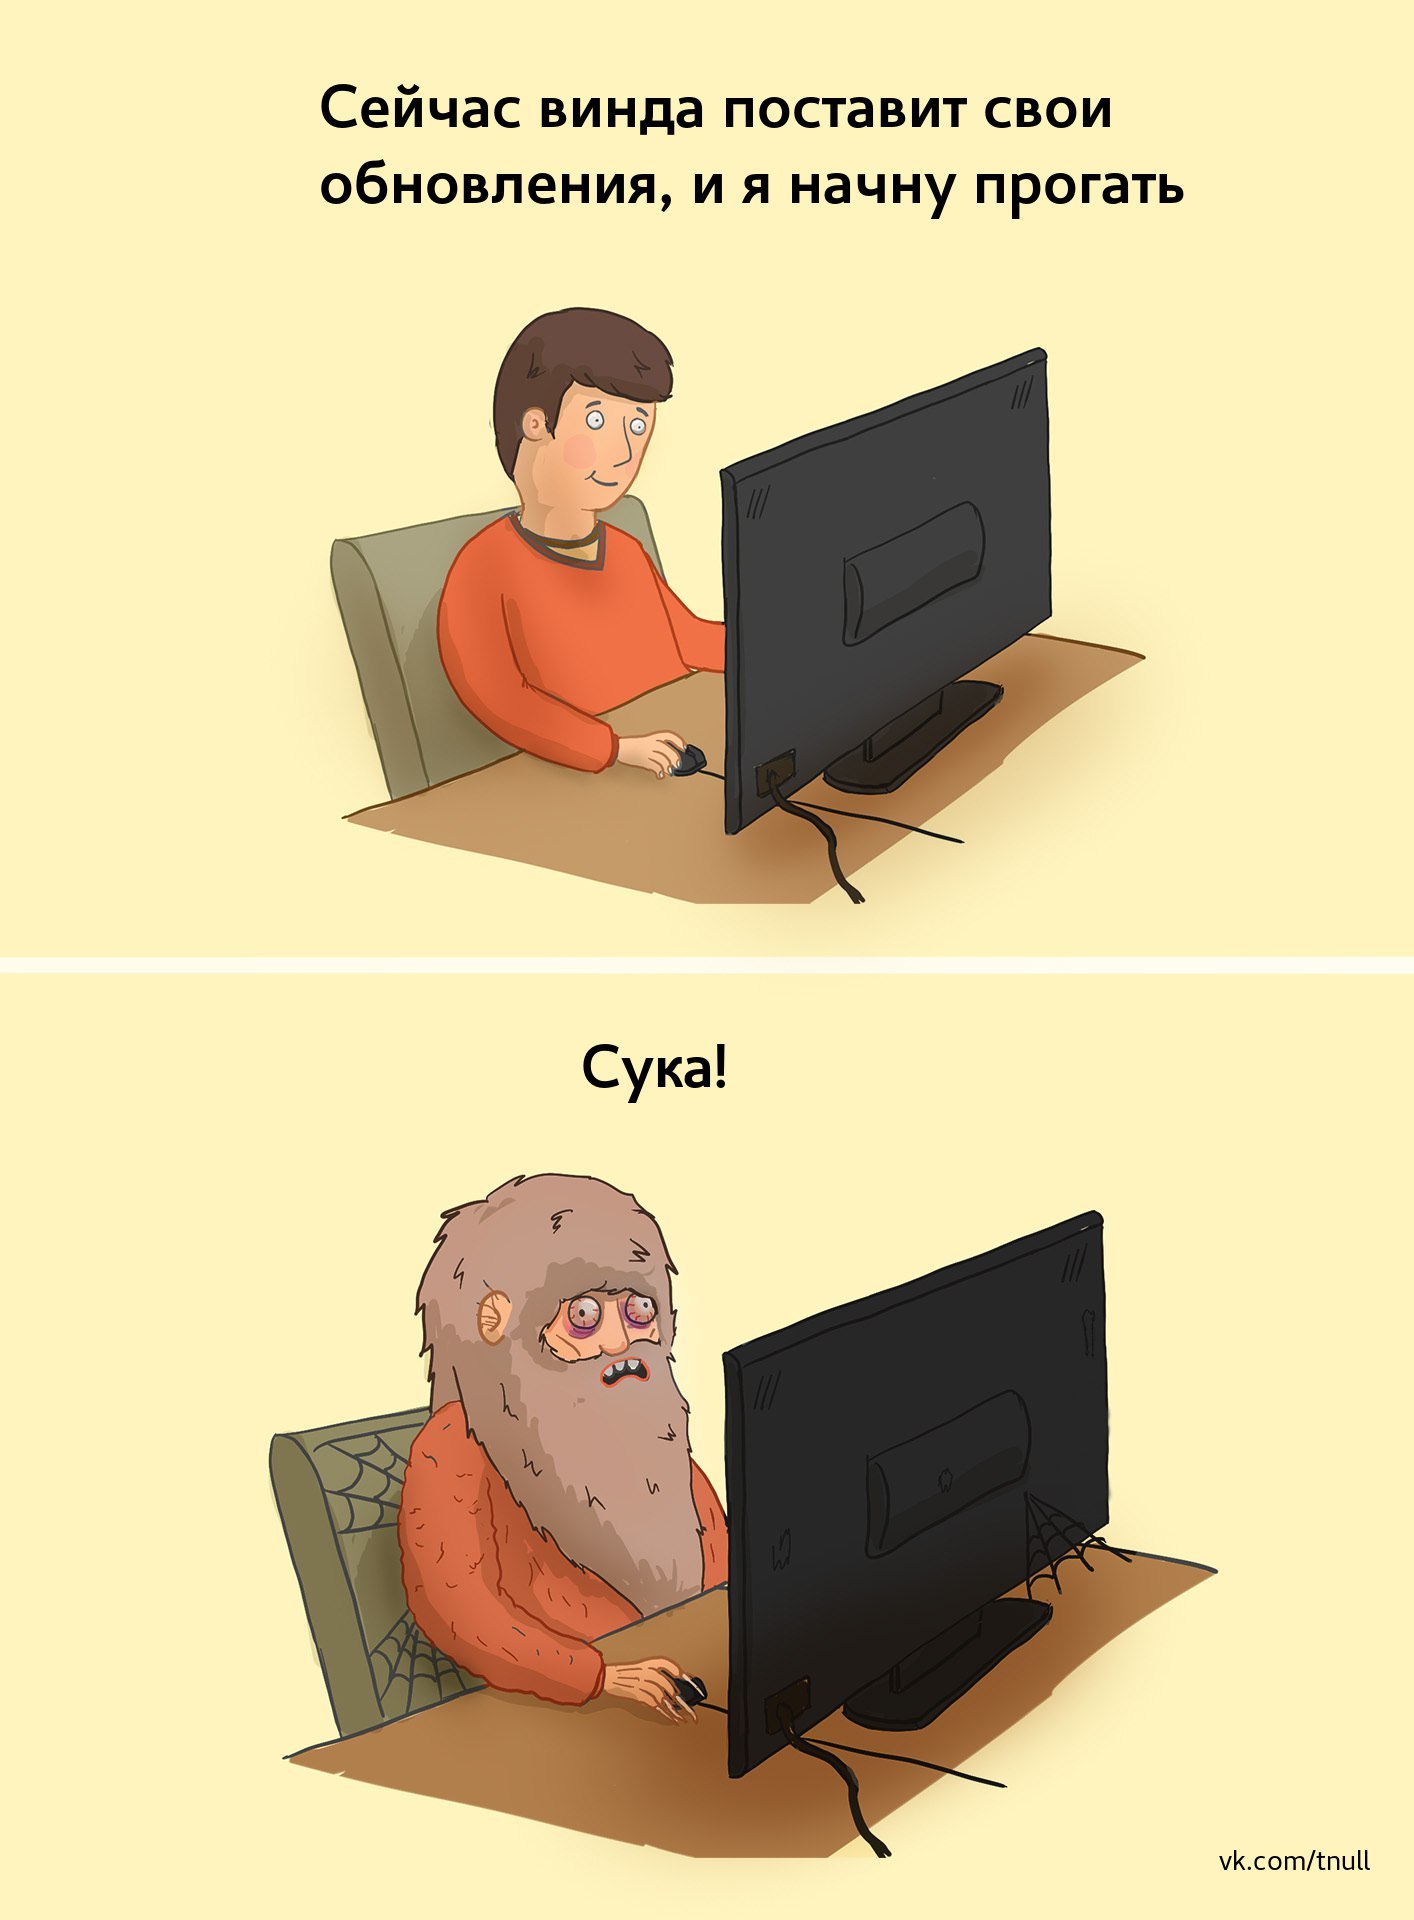 Сейчас винда поставит свои
обновления, и я начну прогать
Сука!
vk.com/tnull